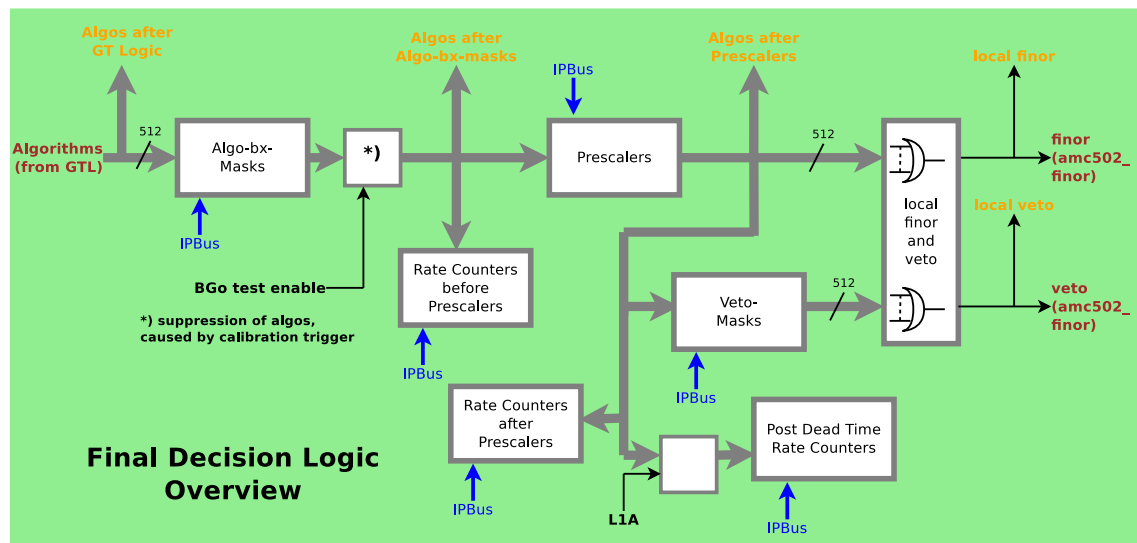 Algos after
GT Logic
Algos after
Algo-bx-masks
Algos after
Prescalers
local finor
IPBus
512
Algorithms
(from GTL)
Algo-bx-
Masks
*)
Prescalers
512
finor
(amc502_
finor)
IPBus
local
finor
and
veto
local veto
Rate Counters
before
Prescalers
BGo test enable
Veto-
Masks
512
veto
(amc502_
finor)
*) suppression of algos,
caused by calibration trigger
IPBus
IPBus
Rate Counters
after
Prescalers
Post Dead Time
Rate Counters
Final Decision Logic
Overview
IPBus
L1A
IPBus